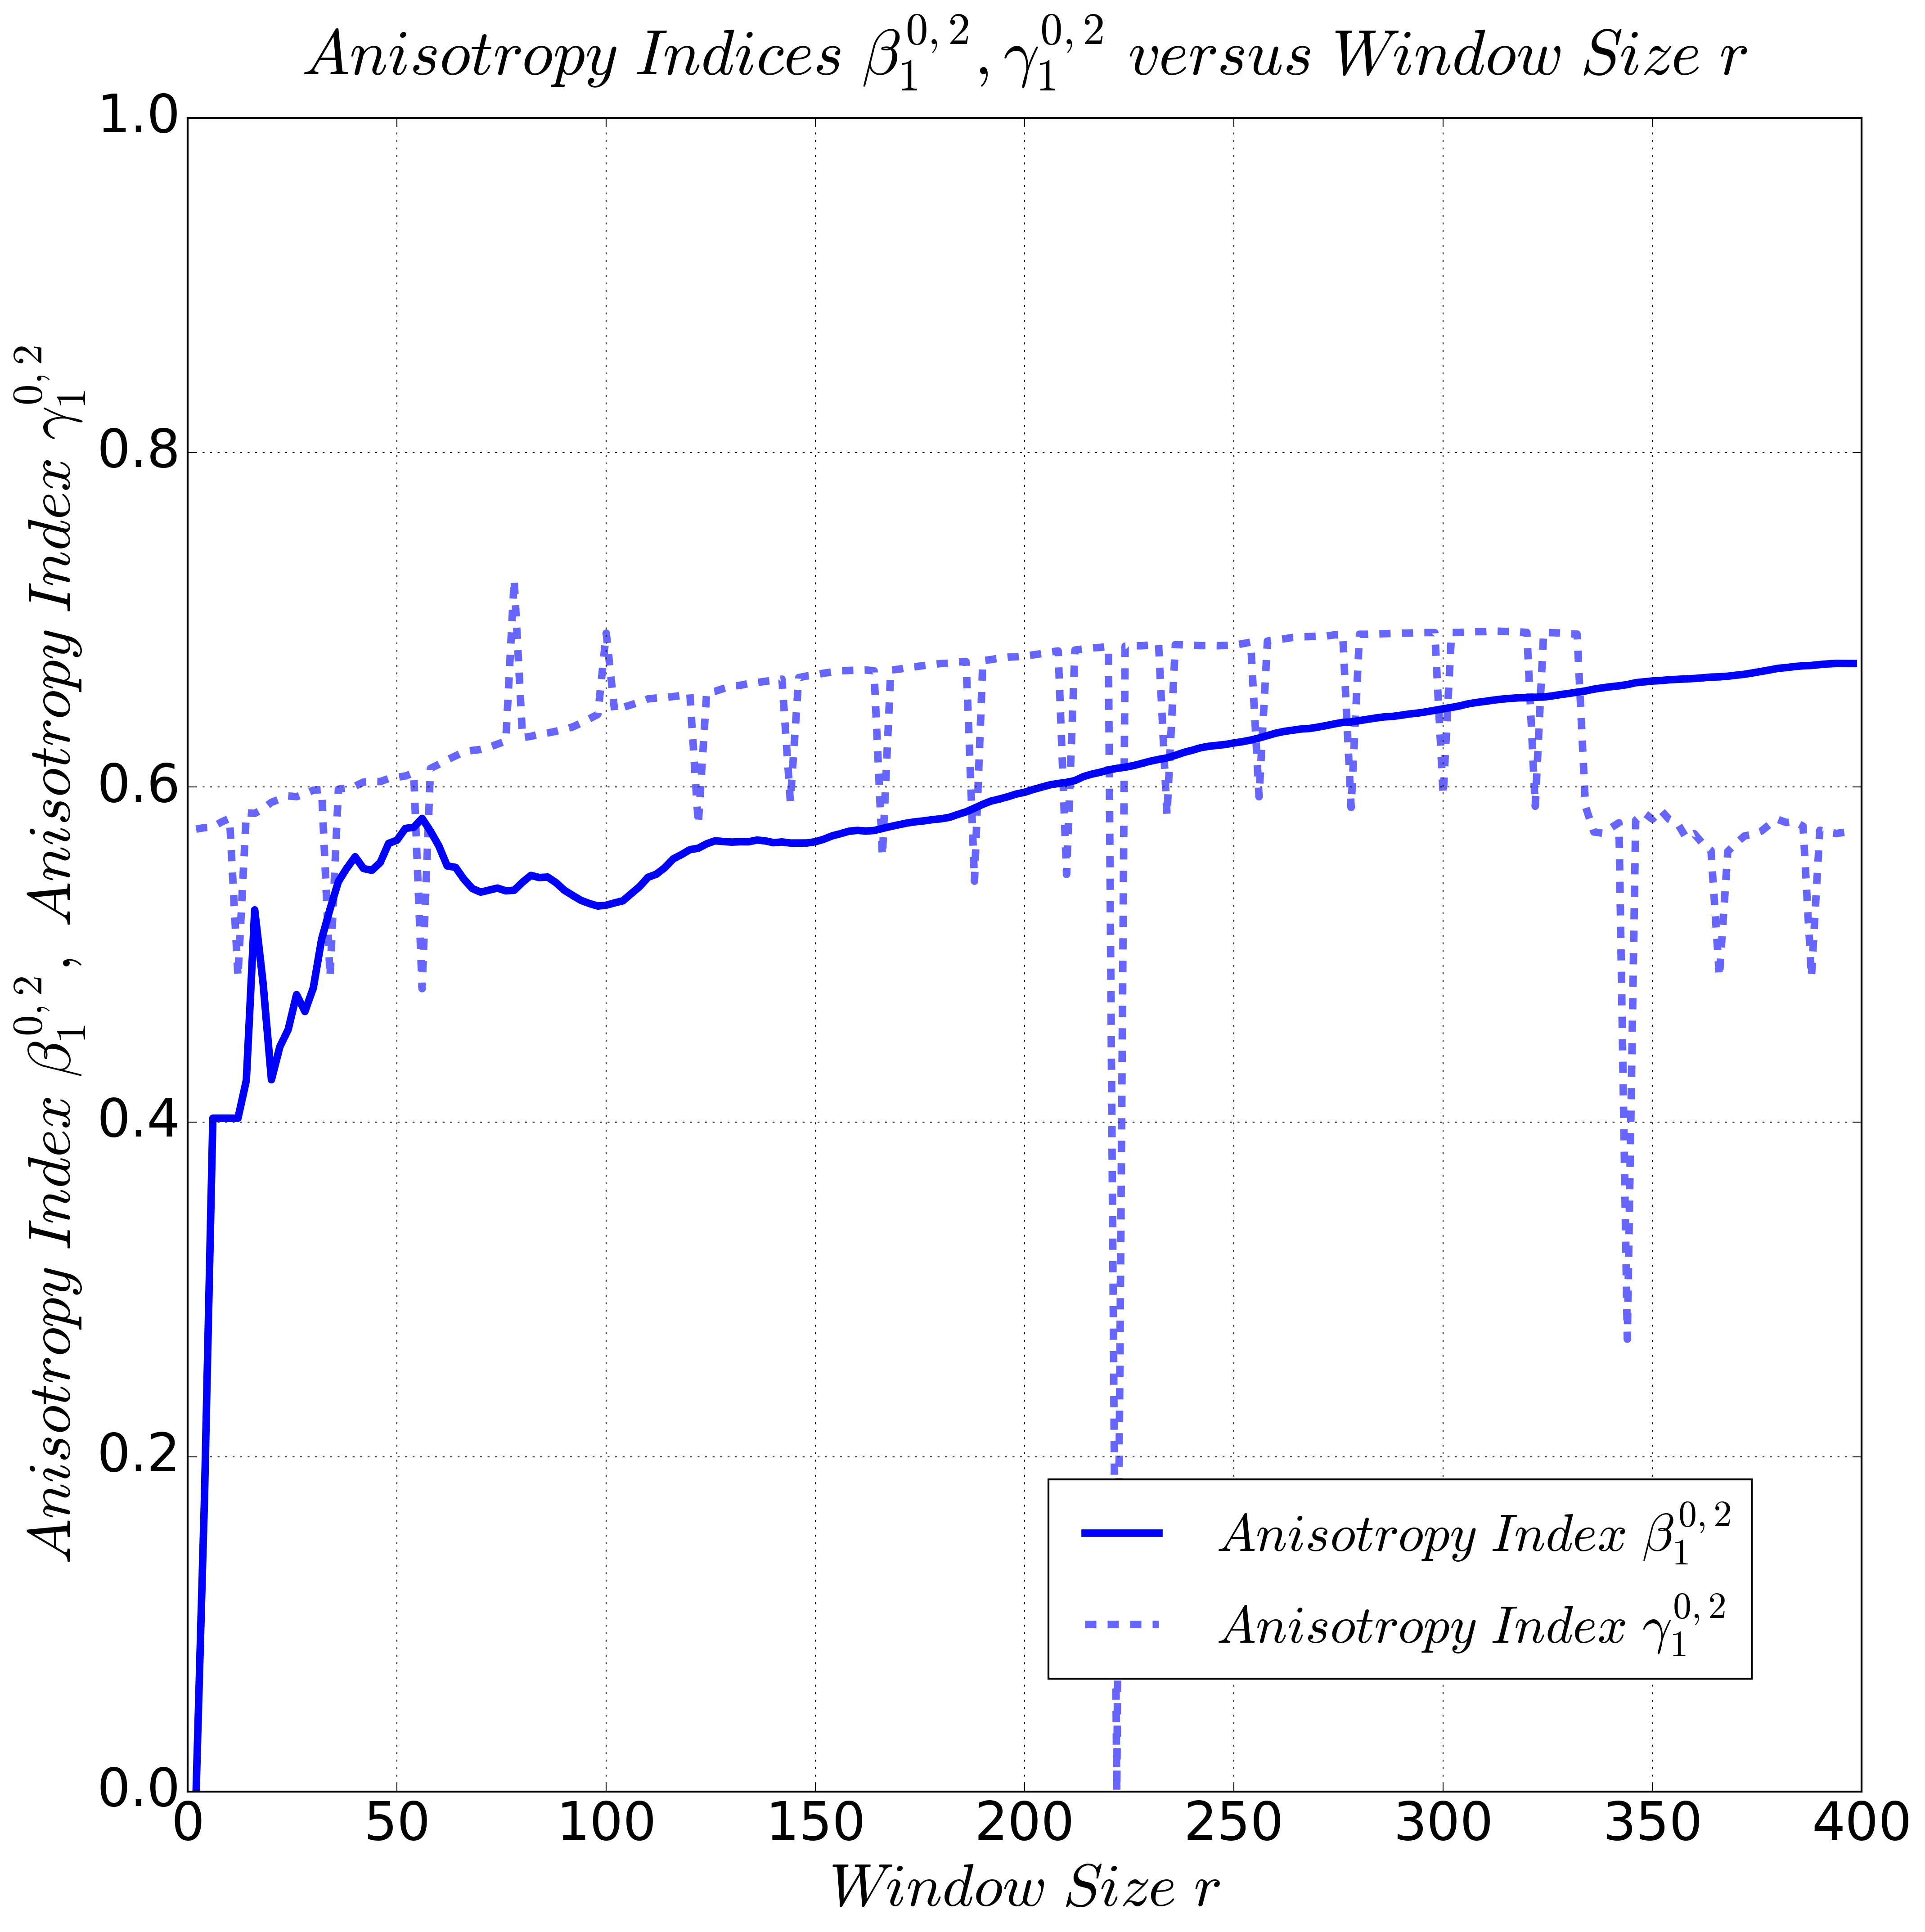 Anisotropy Indices β₁^{0,2}, γ₁^{0,2} versus Window Size r
Anisotropy Index β₁^{0,2}, Anisotropy Index γ₁^{0,2}
1.0
0.8
0.6
0.4
0.2
0.0
0 50 100 150 200 250 300 350 400
Window Size r
Anisotropy Index β₁^{0,2}
Anisotropy Index γ₁^{0,2}